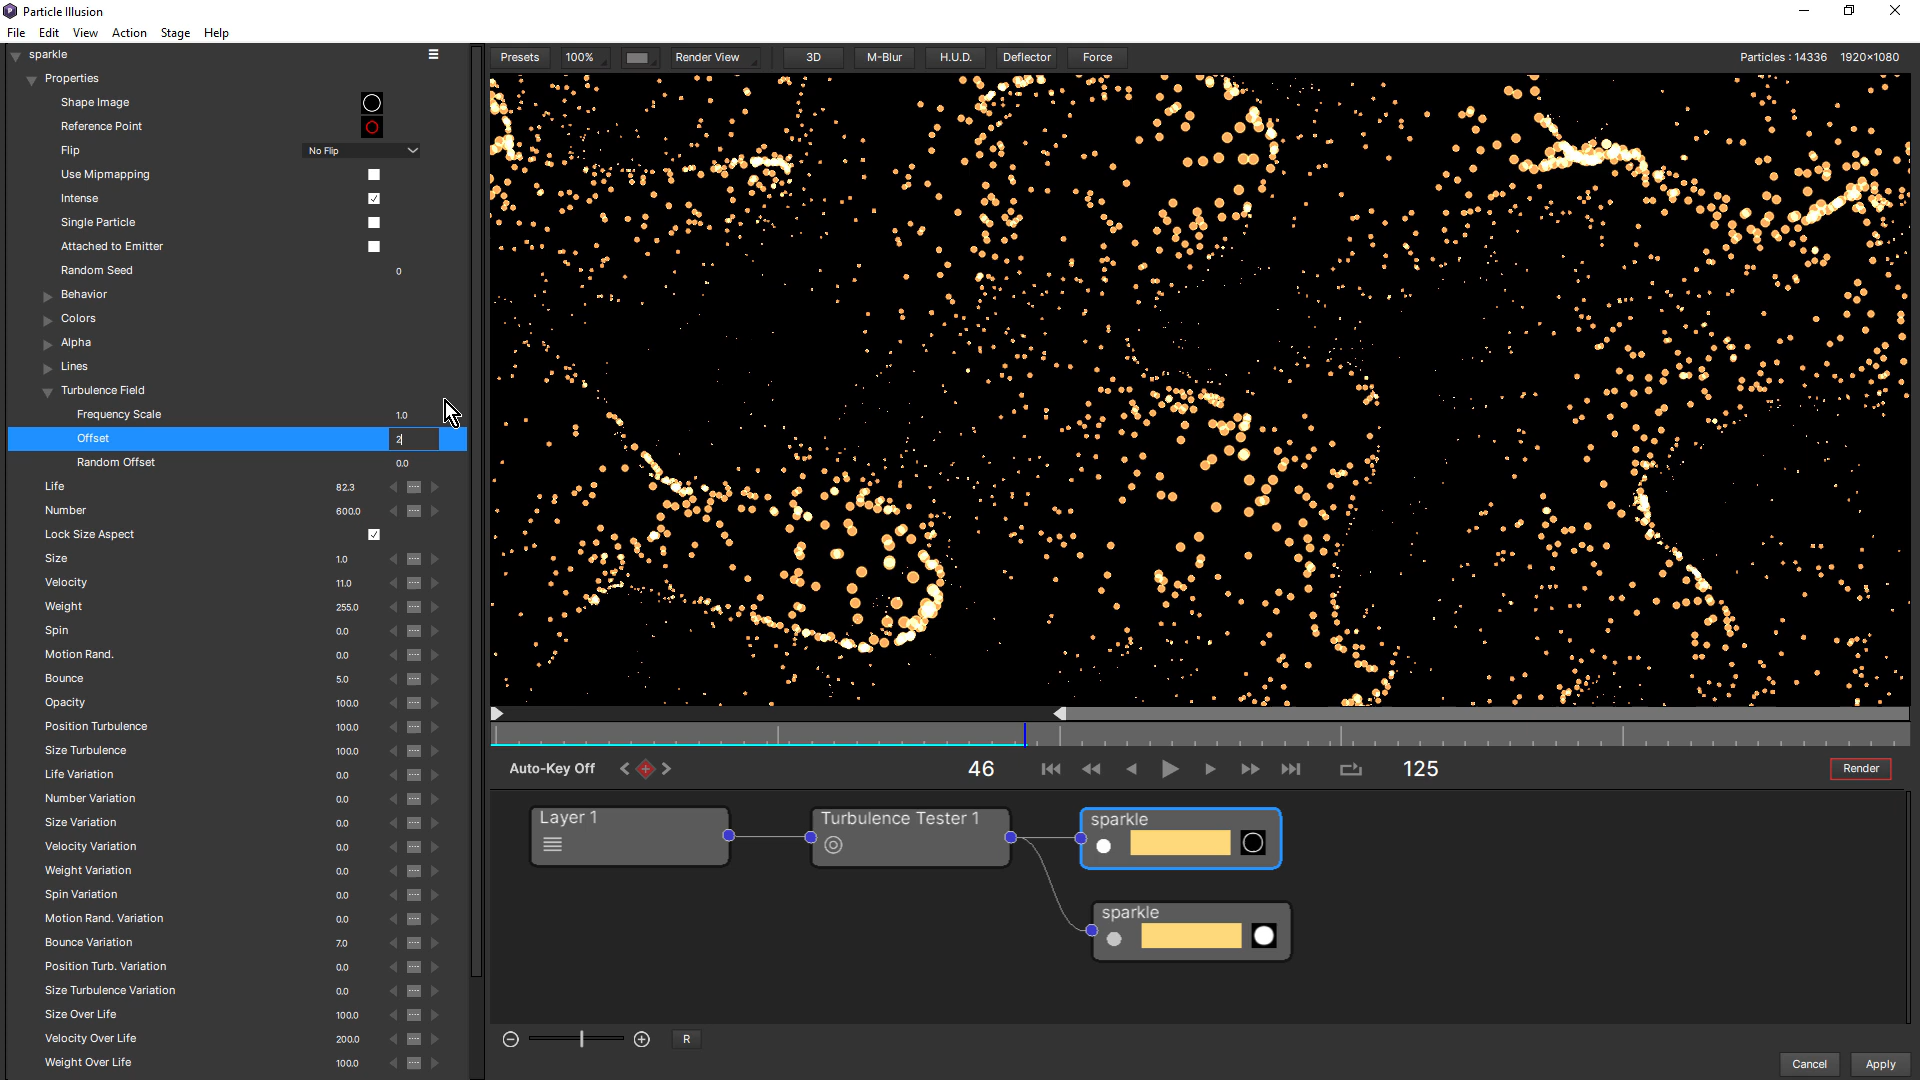 Particle Illusion
File Edit View Action Stage Help
sparkle
Properties
Shape Image
Reference Point
Flip No Flip
Use Mipmapping
Intense
Single Particle
Attached to Emitter
Random Seed 0
Behavior
Colors
Alpha
Lines
Turbulence Field
Frequency Scale 1.0
Offset 2
Random Offset 0.0
Life 82.3
Number 600.0
Lock Size Aspect
Size 1.0
Velocity 11.0
Weight 255.0
Spin 0.0
Motion Rand. 0.0
Bounce 5.0
Opacity 100.0
Position Turbulence 100.0
Size Turbulence 100.0
Life Variation 0.0
Number Variation 0.0
Size Variation 0.0
Velocity Variation 0.0
Weight Variation 0.0
Spin Variation 0.0
Motion Rand. Variation 0.0
Bounce Variation 7.0
Position Turb. Variation 0.0
Size Turbulence Variation 0.0
Size Over Life 100.0
Velocity Over Life 200.0
Weight Over Life 100.0
Presets 100% Render View 3D M-Blur H.U.D. Deflector Force Particles : 14336 1920×1080
Auto-Key Off 46 125 Render
Layer 1 Turbulence Tester 1 sparkle
sparkle
R
Cancel Apply